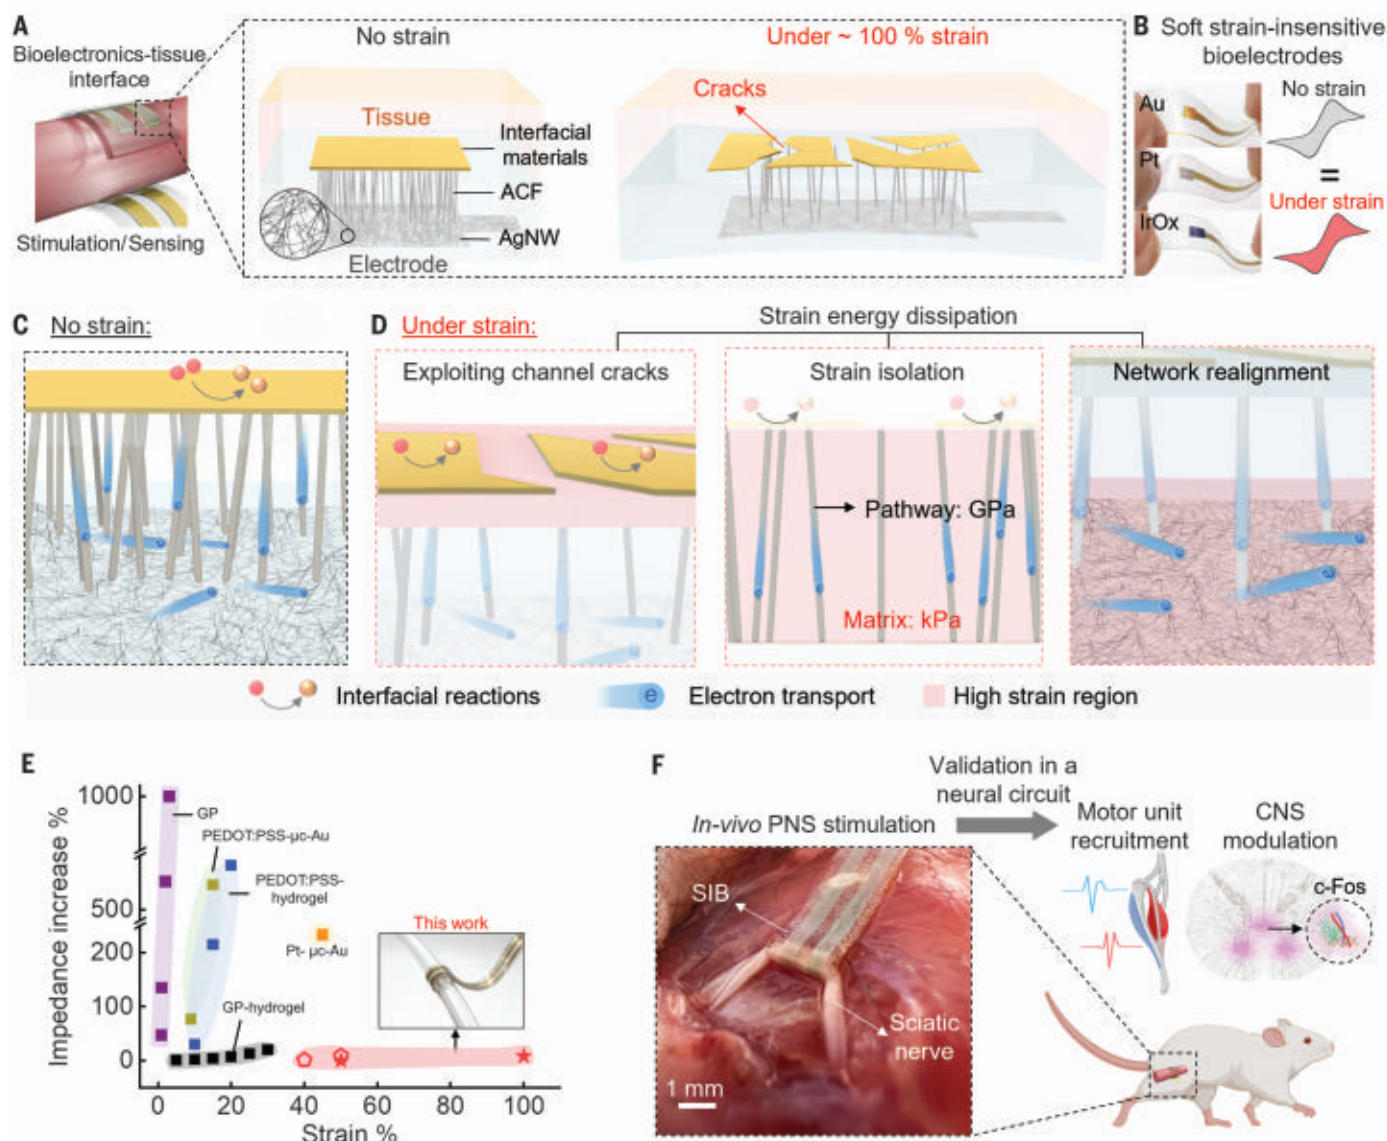 A
Bioelectronics-tissue
interface
Stimulation/Sensing
No strain
Under ~ 100 % strain
Tissue
Interfacial
materials
ACF
AgNW
Electrode
Cracks
B
Soft strain-insensitive
bioelectrodes
Au
Pt
IrOx
No strain
=
Under strain
C
No strain:
D
Under strain:
Strain energy dissipation
Exploiting channel cracks
Strain isolation
Network realignment
Pathway: GPa
Matrix: kPa
Interfacial reactions
e
Electron transport
High strain region
E
Impedance increase %
1000
500
200
100
0
GP
PEDOT:PSS-μc-Au
PEDOT:PSS-
hydrogel
Pt- μc-Au
GP-hydrogel
This work
0
20
40
60
80
100
Strain %
F
Validation in a
neural circuit
In-vivo PNS stimulation
Motor unit
recruitment
CNS
modulation
c-Fos
SIB
Sciatic
nerve
1 mm